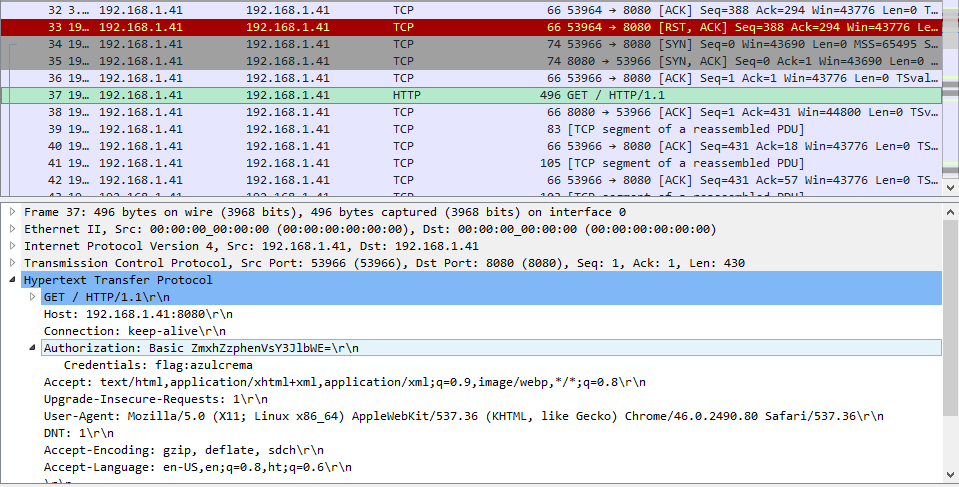 32 3.… 192.168.1.41 192.168.1.41 TCP 66 53964 → 8080 [ACK] Seq=388 Ack=294 Win=43776 Len=0 T…
33 19… 192.168.1.41 192.168.1.41 TCP 66 53964 → 8080 [RST, ACK] Seq=388 Ack=294 Win=43776 Le…
34 19… 192.168.1.41 192.168.1.41 TCP 74 53966 → 8080 [SYN] Seq=0 Win=43690 Len=0 MSS=65495 S…
35 19… 192.168.1.41 192.168.1.41 TCP 74 8080 → 53966 [SYN, ACK] Seq=0 Ack=1 Win=43690 Len=0 …
36 19… 192.168.1.41 192.168.1.41 TCP 66 53966 → 8080 [ACK] Seq=1 Ack=1 Win=43776 Len=0 TSval…
37 19… 192.168.1.41 192.168.1.41 HTTP 496 GET / HTTP/1.1
38 19… 192.168.1.41 192.168.1.41 TCP 66 8080 → 53966 [ACK] Seq=1 Ack=431 Win=44800 Len=0 TSv…
39 19… 192.168.1.41 192.168.1.41 TCP 83 [TCP segment of a reassembled PDU]
40 19… 192.168.1.41 192.168.1.41 TCP 66 53966 → 8080 [ACK] Seq=431 Ack=18 Win=43776 Len=0 TS…
41 19… 192.168.1.41 192.168.1.41 TCP 105 [TCP segment of a reassembled PDU]
42 19… 192.168.1.41 192.168.1.41 TCP 66 53966 → 8080 [ACK] Seq=431 Ack=57 Win=43776 Len=0 TS…
Frame 37: 496 bytes on wire (3968 bits), 496 bytes captured (3968 bits) on interface 0
Ethernet II, Src: 00:00:00_00:00:00 (00:00:00:00:00:00), Dst: 00:00:00_00:00:00 (00:00:00:00:00:00)
Internet Protocol Version 4, Src: 192.168.1.41, Dst: 192.168.1.41
Transmission Control Protocol, Src Port: 53966 (53966), Dst Port: 8080 (8080), Seq: 1, Ack: 1, Len: 430
Hypertext Transfer Protocol
GET / HTTP/1.1\r\n
Host: 192.168.1.41:8080\r\n
Connection: keep-alive\r\n
Authorization: Basic ZmxhZzphenVsY3JlbWE=\r\n
Credentials: flag:azulcrema
Accept: text/html,application/xhtml+xml,application/xml;q=0.9,image/webp,*/*;q=0.8\r\n
Upgrade-Insecure-Requests: 1\r\n
User-Agent: Mozilla/5.0 (X11; Linux x86_64) AppleWebKit/537.36 (KHTML, like Gecko) Chrome/46.0.2490.80 Safari/537.36\r\n
DNT: 1\r\n
Accept-Encoding: gzip, deflate, sdch\r\n
Accept-Language: en-US,en;q=0.8,ht;q=0.6\r\n